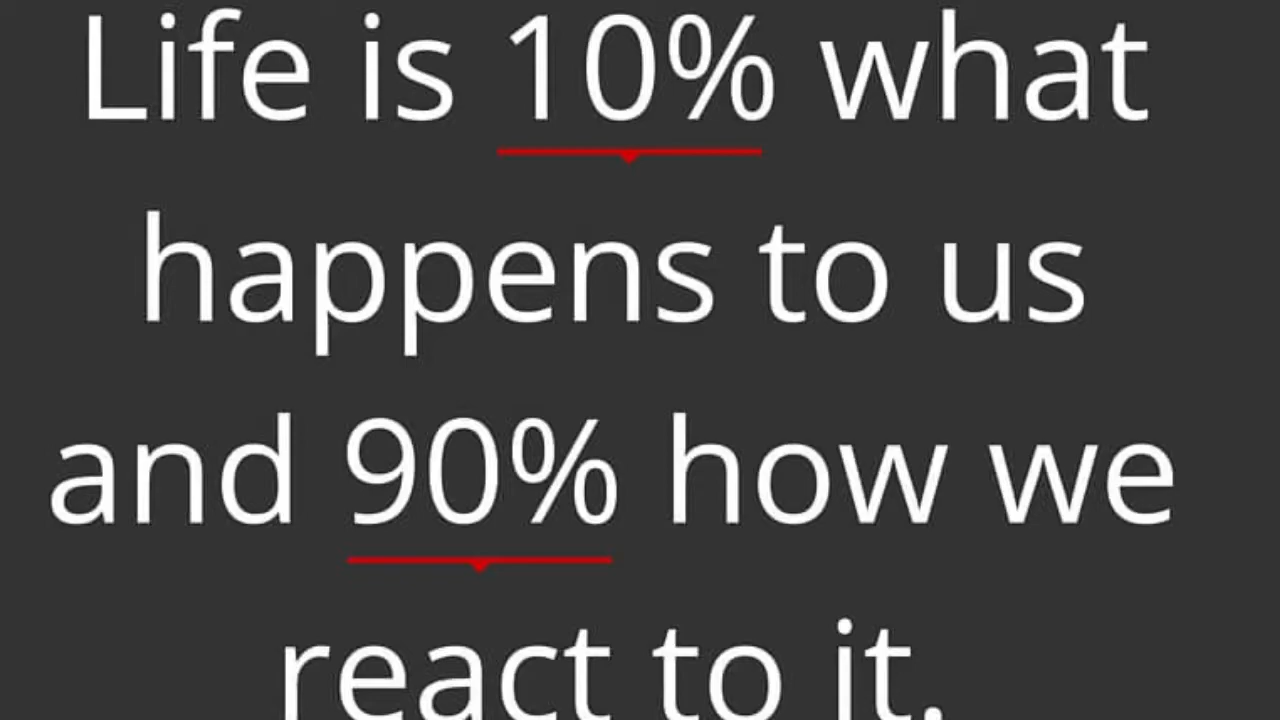 Life is 10% what
happens to us
and 90% how we
react to it.